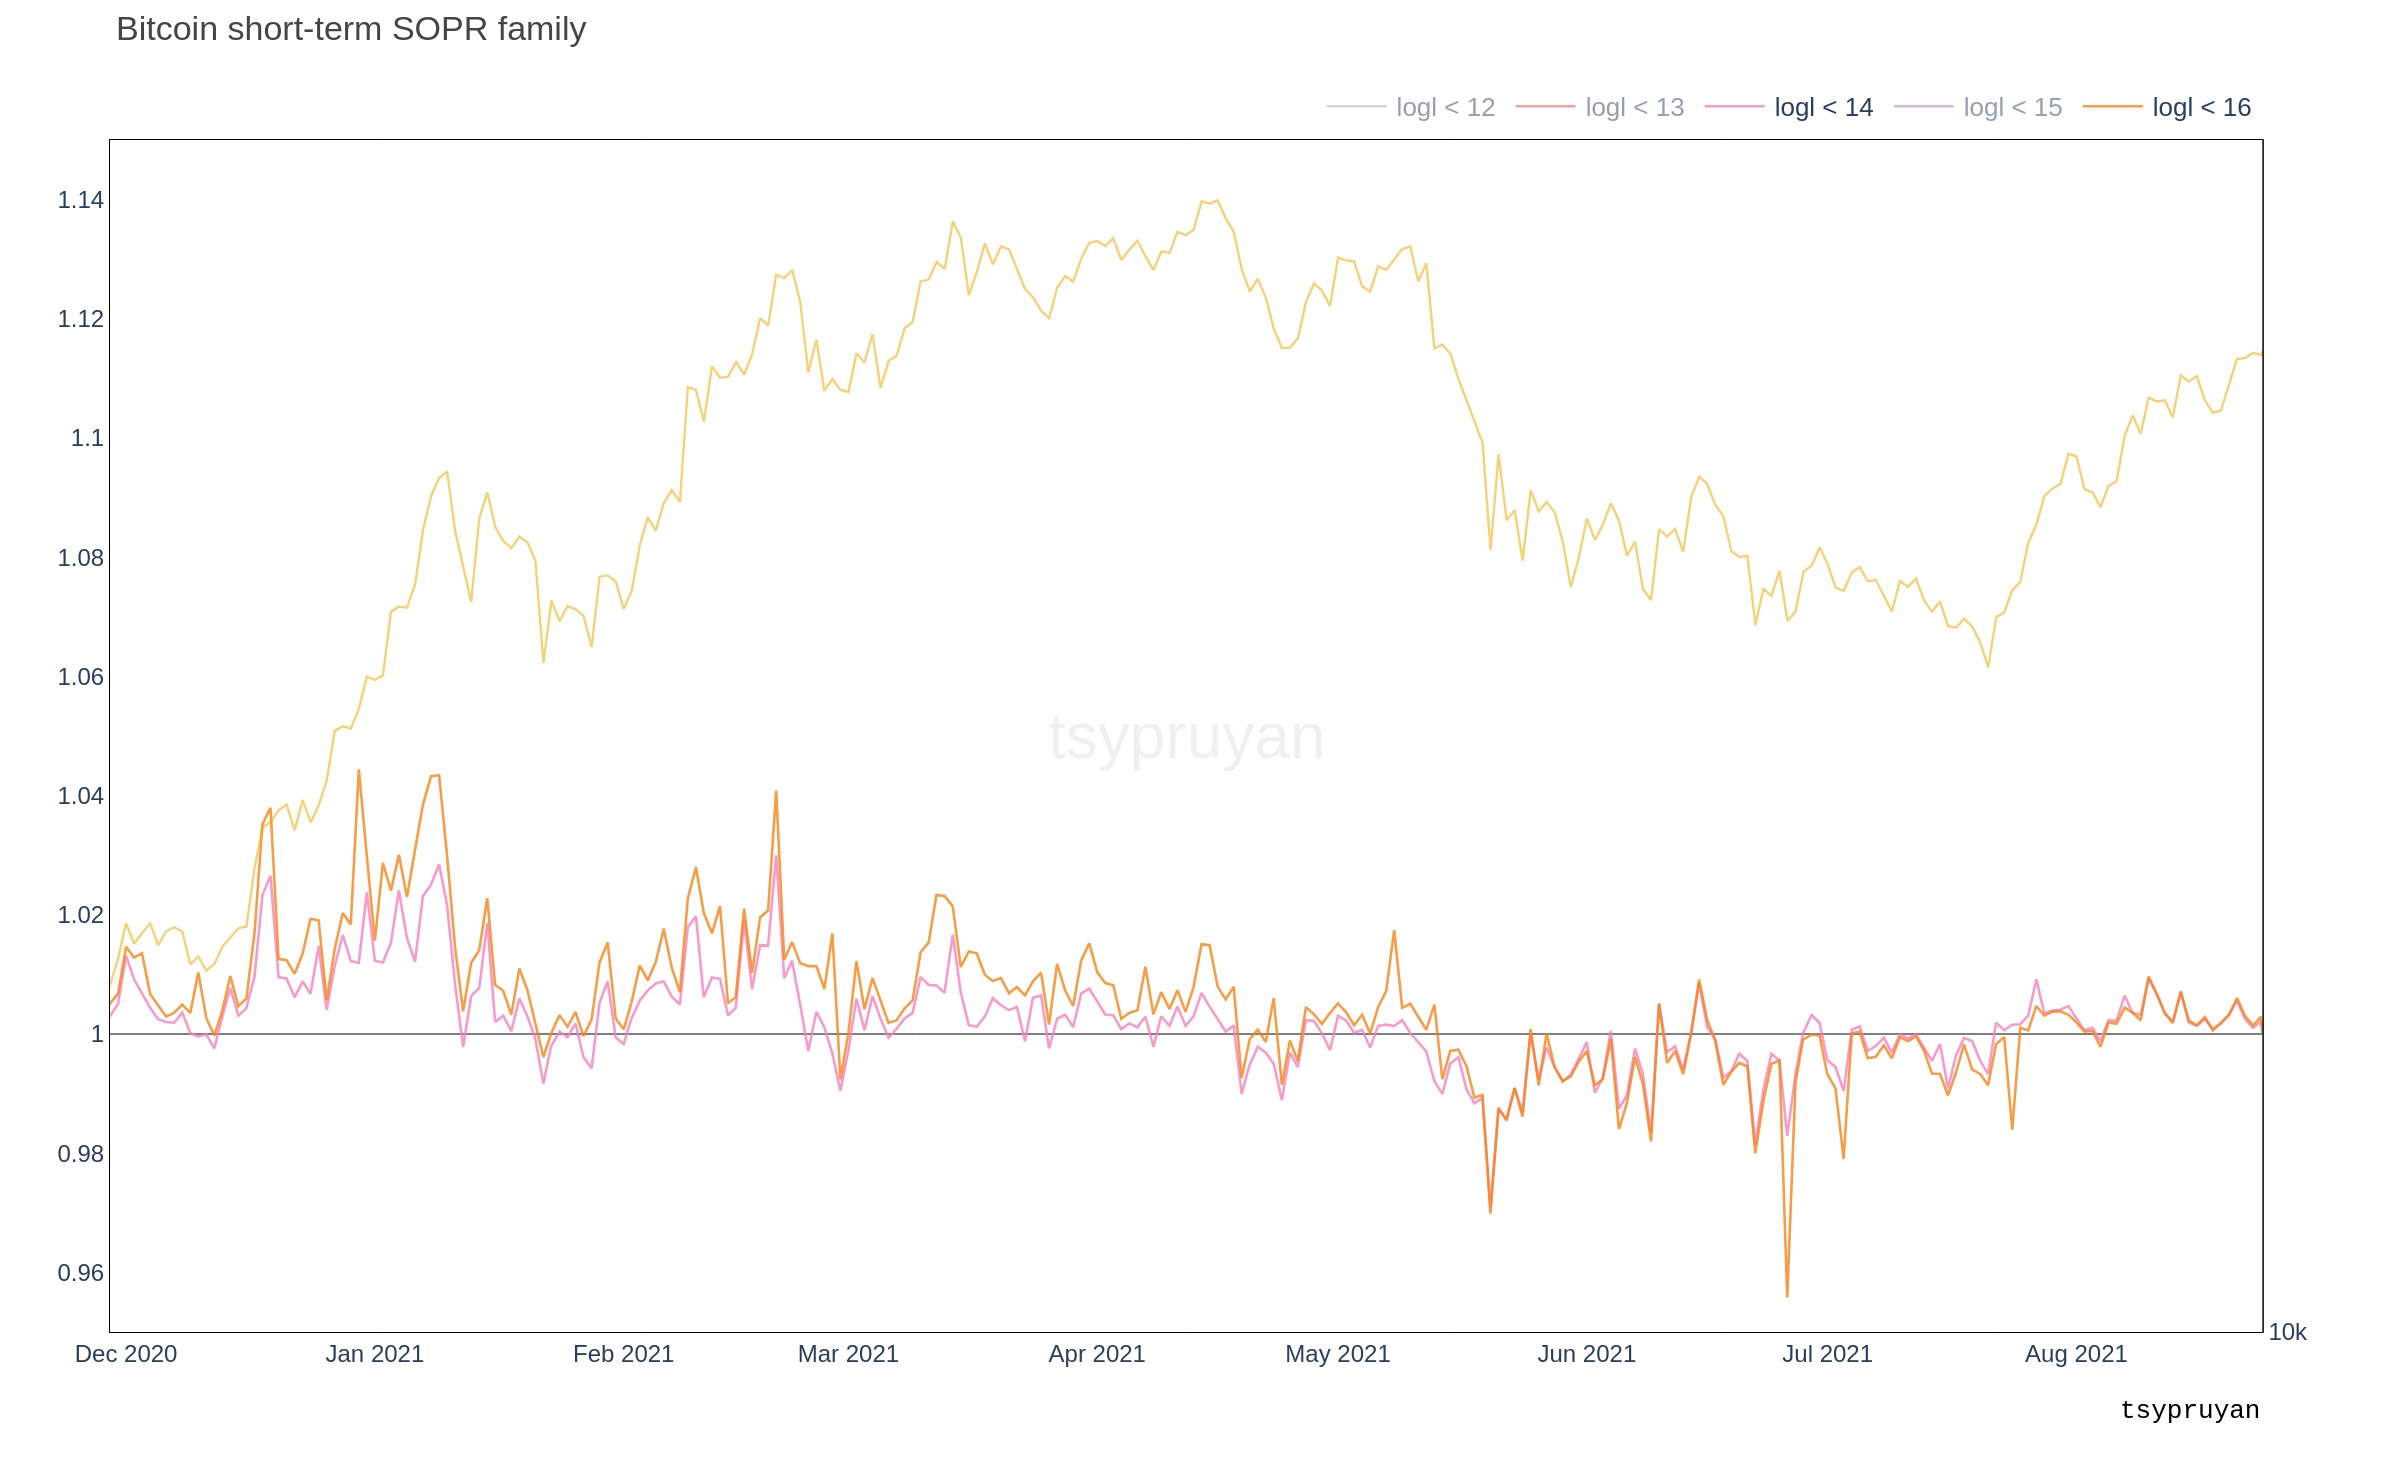 Bitcoin short-term SOPR family
logl < 12 logl < 13 logl < 14 logl < 15 logl < 16
1.14
1.12
1.1
1.08
1.06
tsypruyan
1.04
1.02
1
0.98
0.96
10k
Dec 2020 Jan 2021 Feb 2021 Mar 2021 Apr 2021 May 2021 Jun 2021 Jul 2021 Aug 2021
tsypruyan